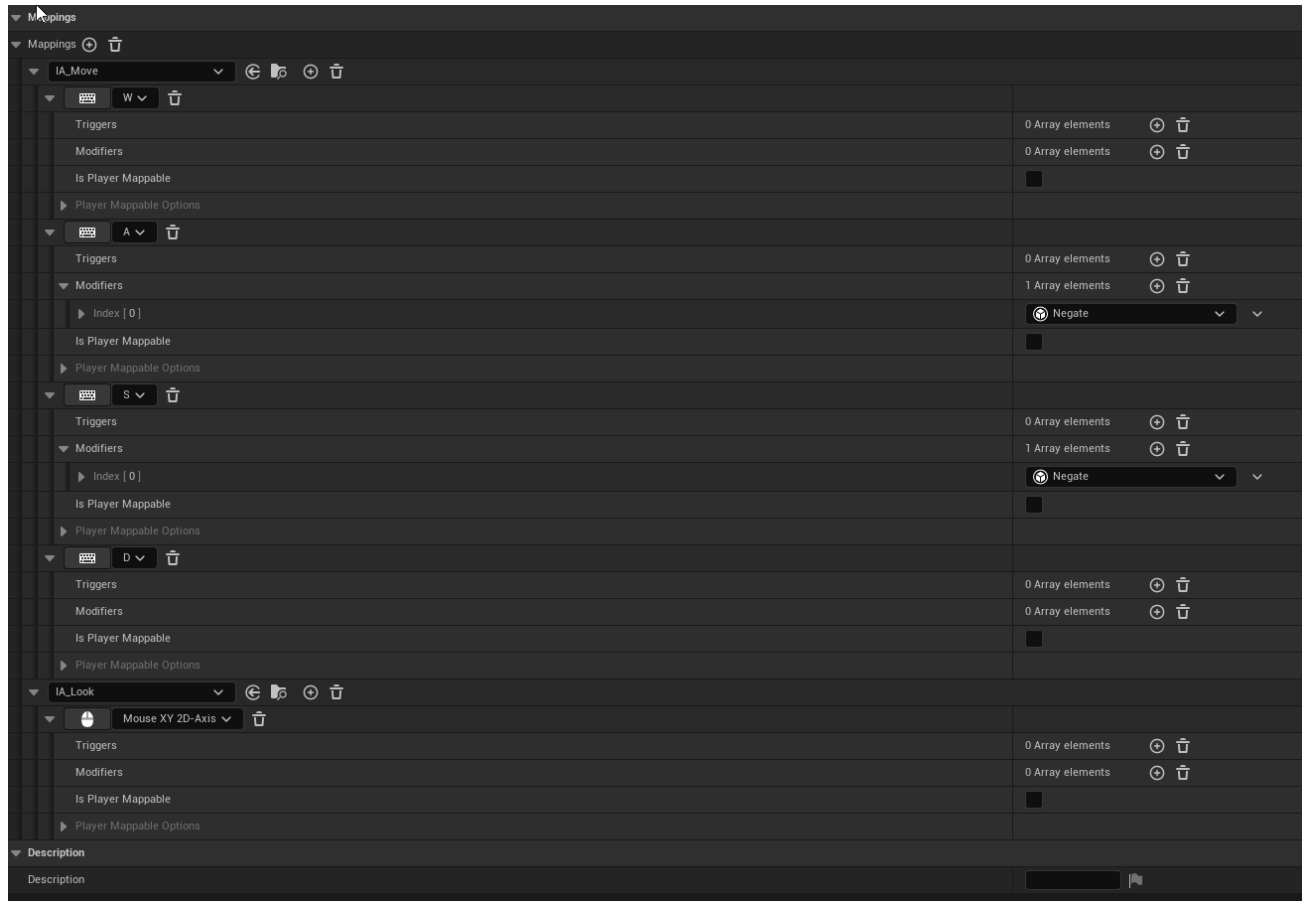 Mappings
Mappings
IA_Move
W
Triggers 0 Array elements
Modifiers 0 Array elements
Is Player Mappable
Player Mappable Options
A
Triggers 0 Array elements
Modifiers 1 Array elements
Index [ 0 ] Negate
Is Player Mappable
Player Mappable Options
S
Triggers 0 Array elements
Modifiers 1 Array elements
Index [ 0 ] Negate
Is Player Mappable
Player Mappable Options
D
Triggers 0 Array elements
Modifiers 0 Array elements
Is Player Mappable
Player Mappable Options
IA_Look
Mouse XY 2D-Axis
Triggers 0 Array elements
Modifiers 0 Array elements
Is Player Mappable
Player Mappable Options
Description
Description